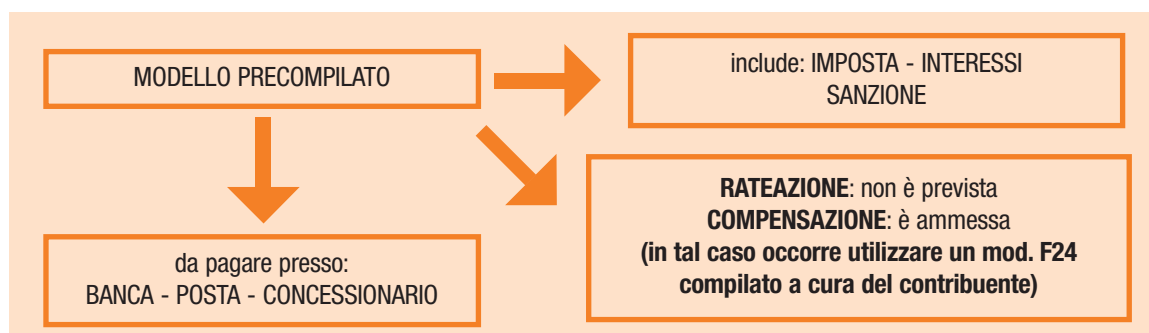 MODELLO PRECOMPILATO
include: IMPOSTA - INTERESSI
SANZIONE
RATEAZIONE: non è prevista
COMPENSAZIONE: è ammessa
(in tal caso occorre utilizzare un mod. F24
compilato a cura del contribuente)
da pagare presso:
BANCA - POSTA - CONCESSIONARIO